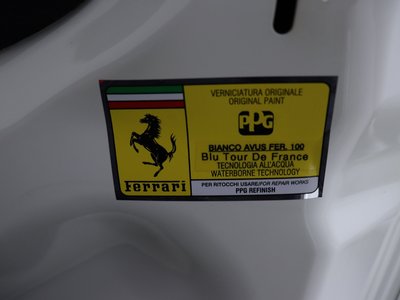 VERNICIATURA ORIGINALE
ORIGINAL PAINT
PPG
BIANCO AVUS FER. 100
Blu Tour De France
TECNOLOGIA ALL'ACQUA
WATERBORNE TECHNOLOGY
Ferrari
PER RITOCCHI USARE/FOR REPAIR WORKS
PPG REFINISH